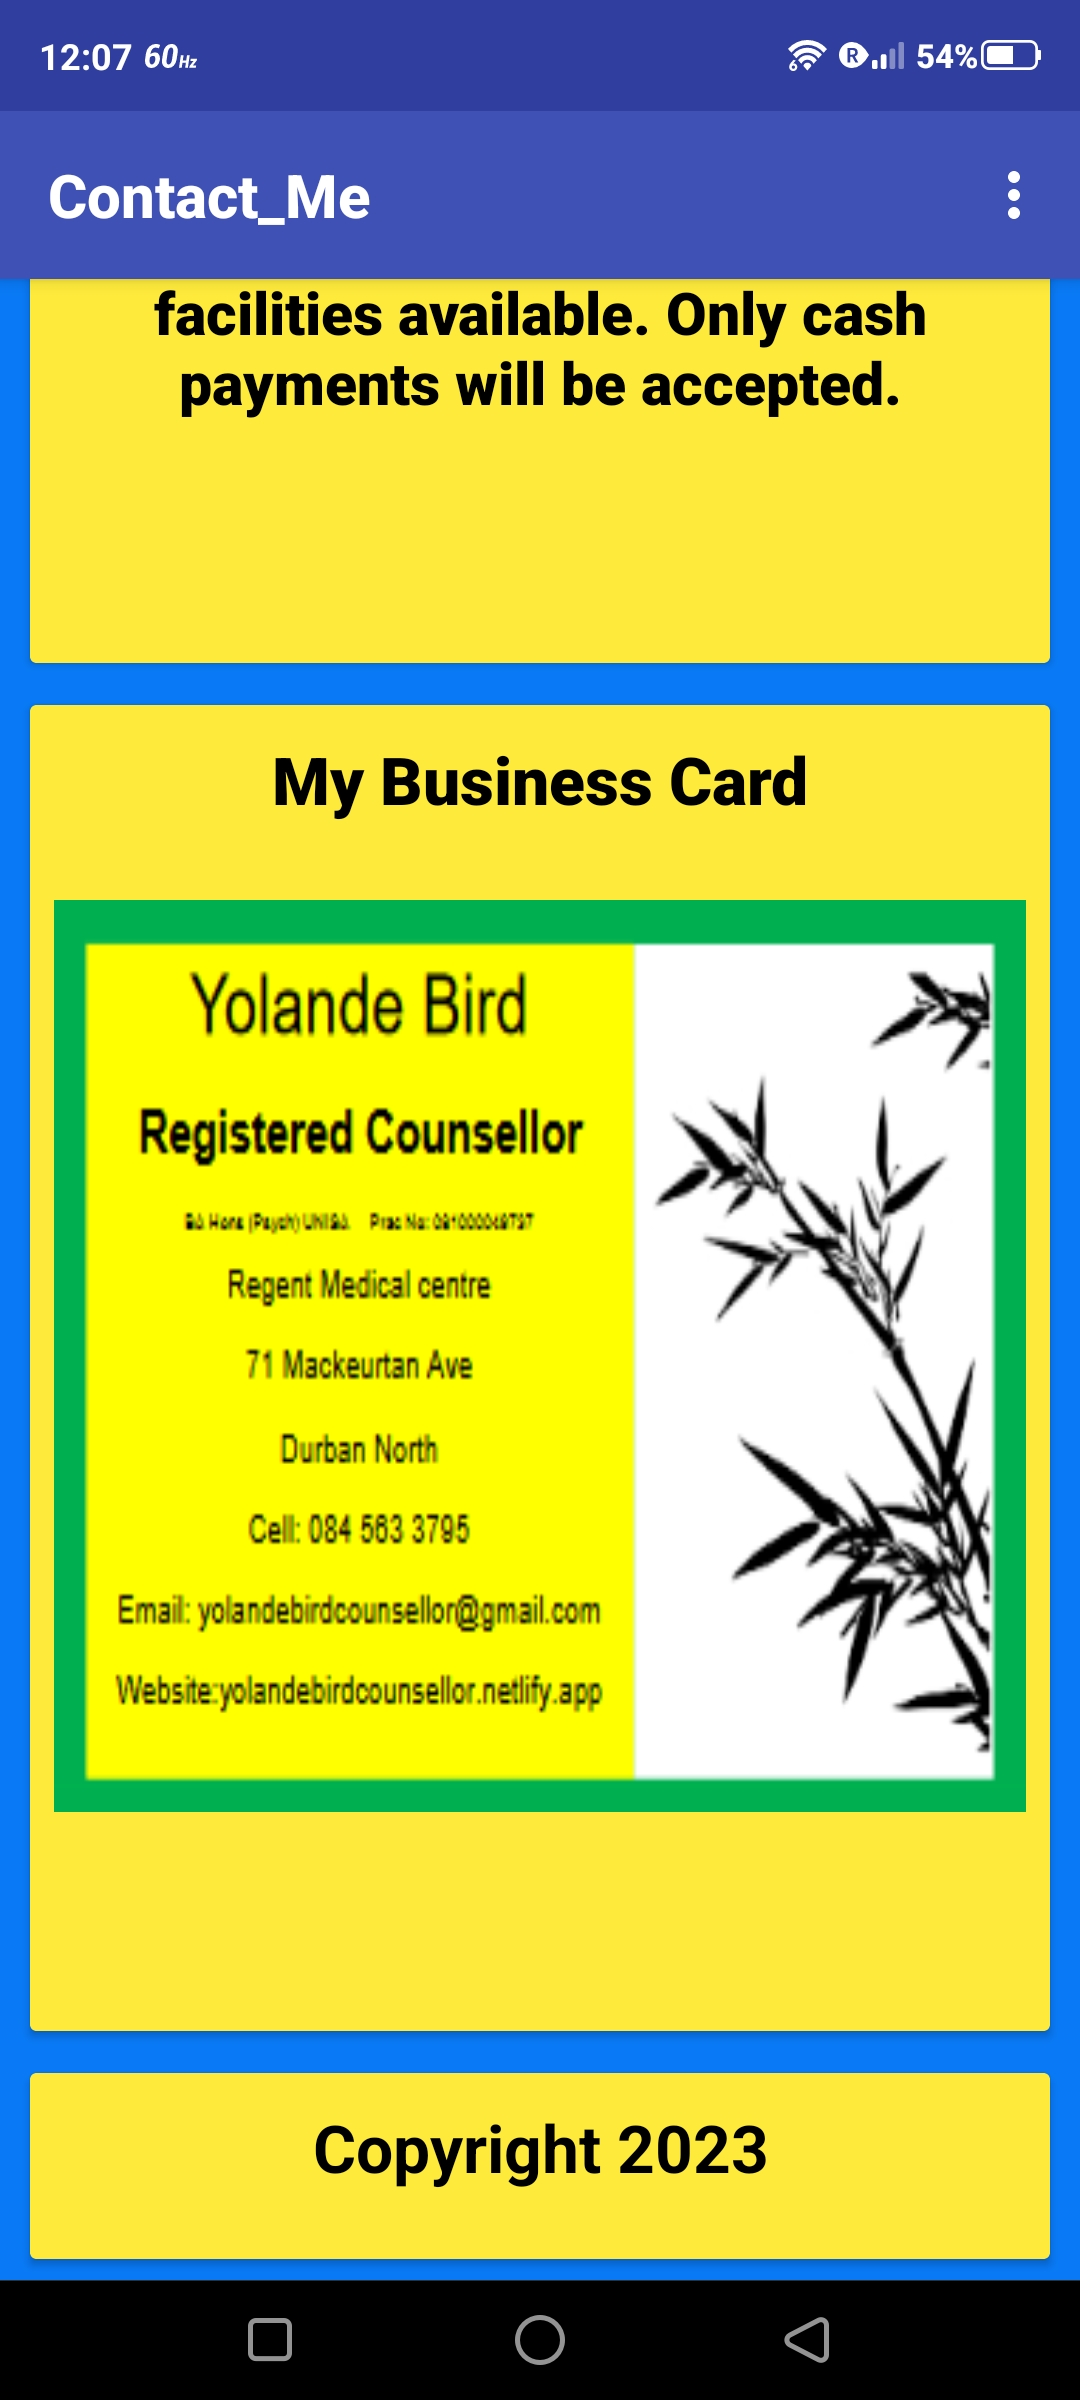 12:07 60Hz
R 54%
Contact_Me
facilities available. Only cash
payments will be accepted.
My Business Card
Yolande Bird
Registered Counsellor
BA Hons (Psych) UNISA Prac No:
Regent Medical centre
71 Mackeurtan Ave
Durban North
Cell: 084 563 3795
Email: yolandebirdcounsellor@gmail.com
Website:yolandebirdcounsellor.netlify.app
Copyright 2023